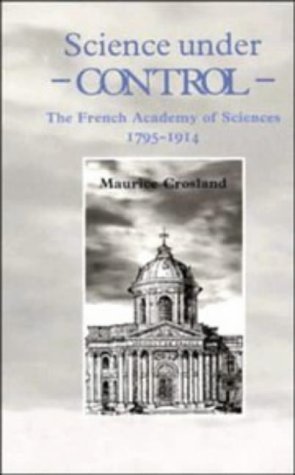 Science under
- CONTROL -
The French Academy of Sciences
1795-1914
Maurice Crosland